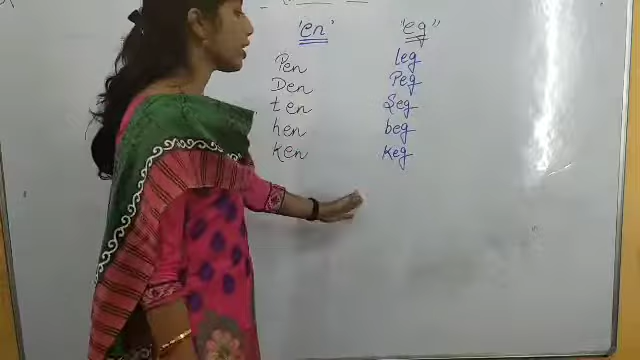 'en' "eg"
Pen leg
Den Peg
ten Seg
hen beg
ken keg